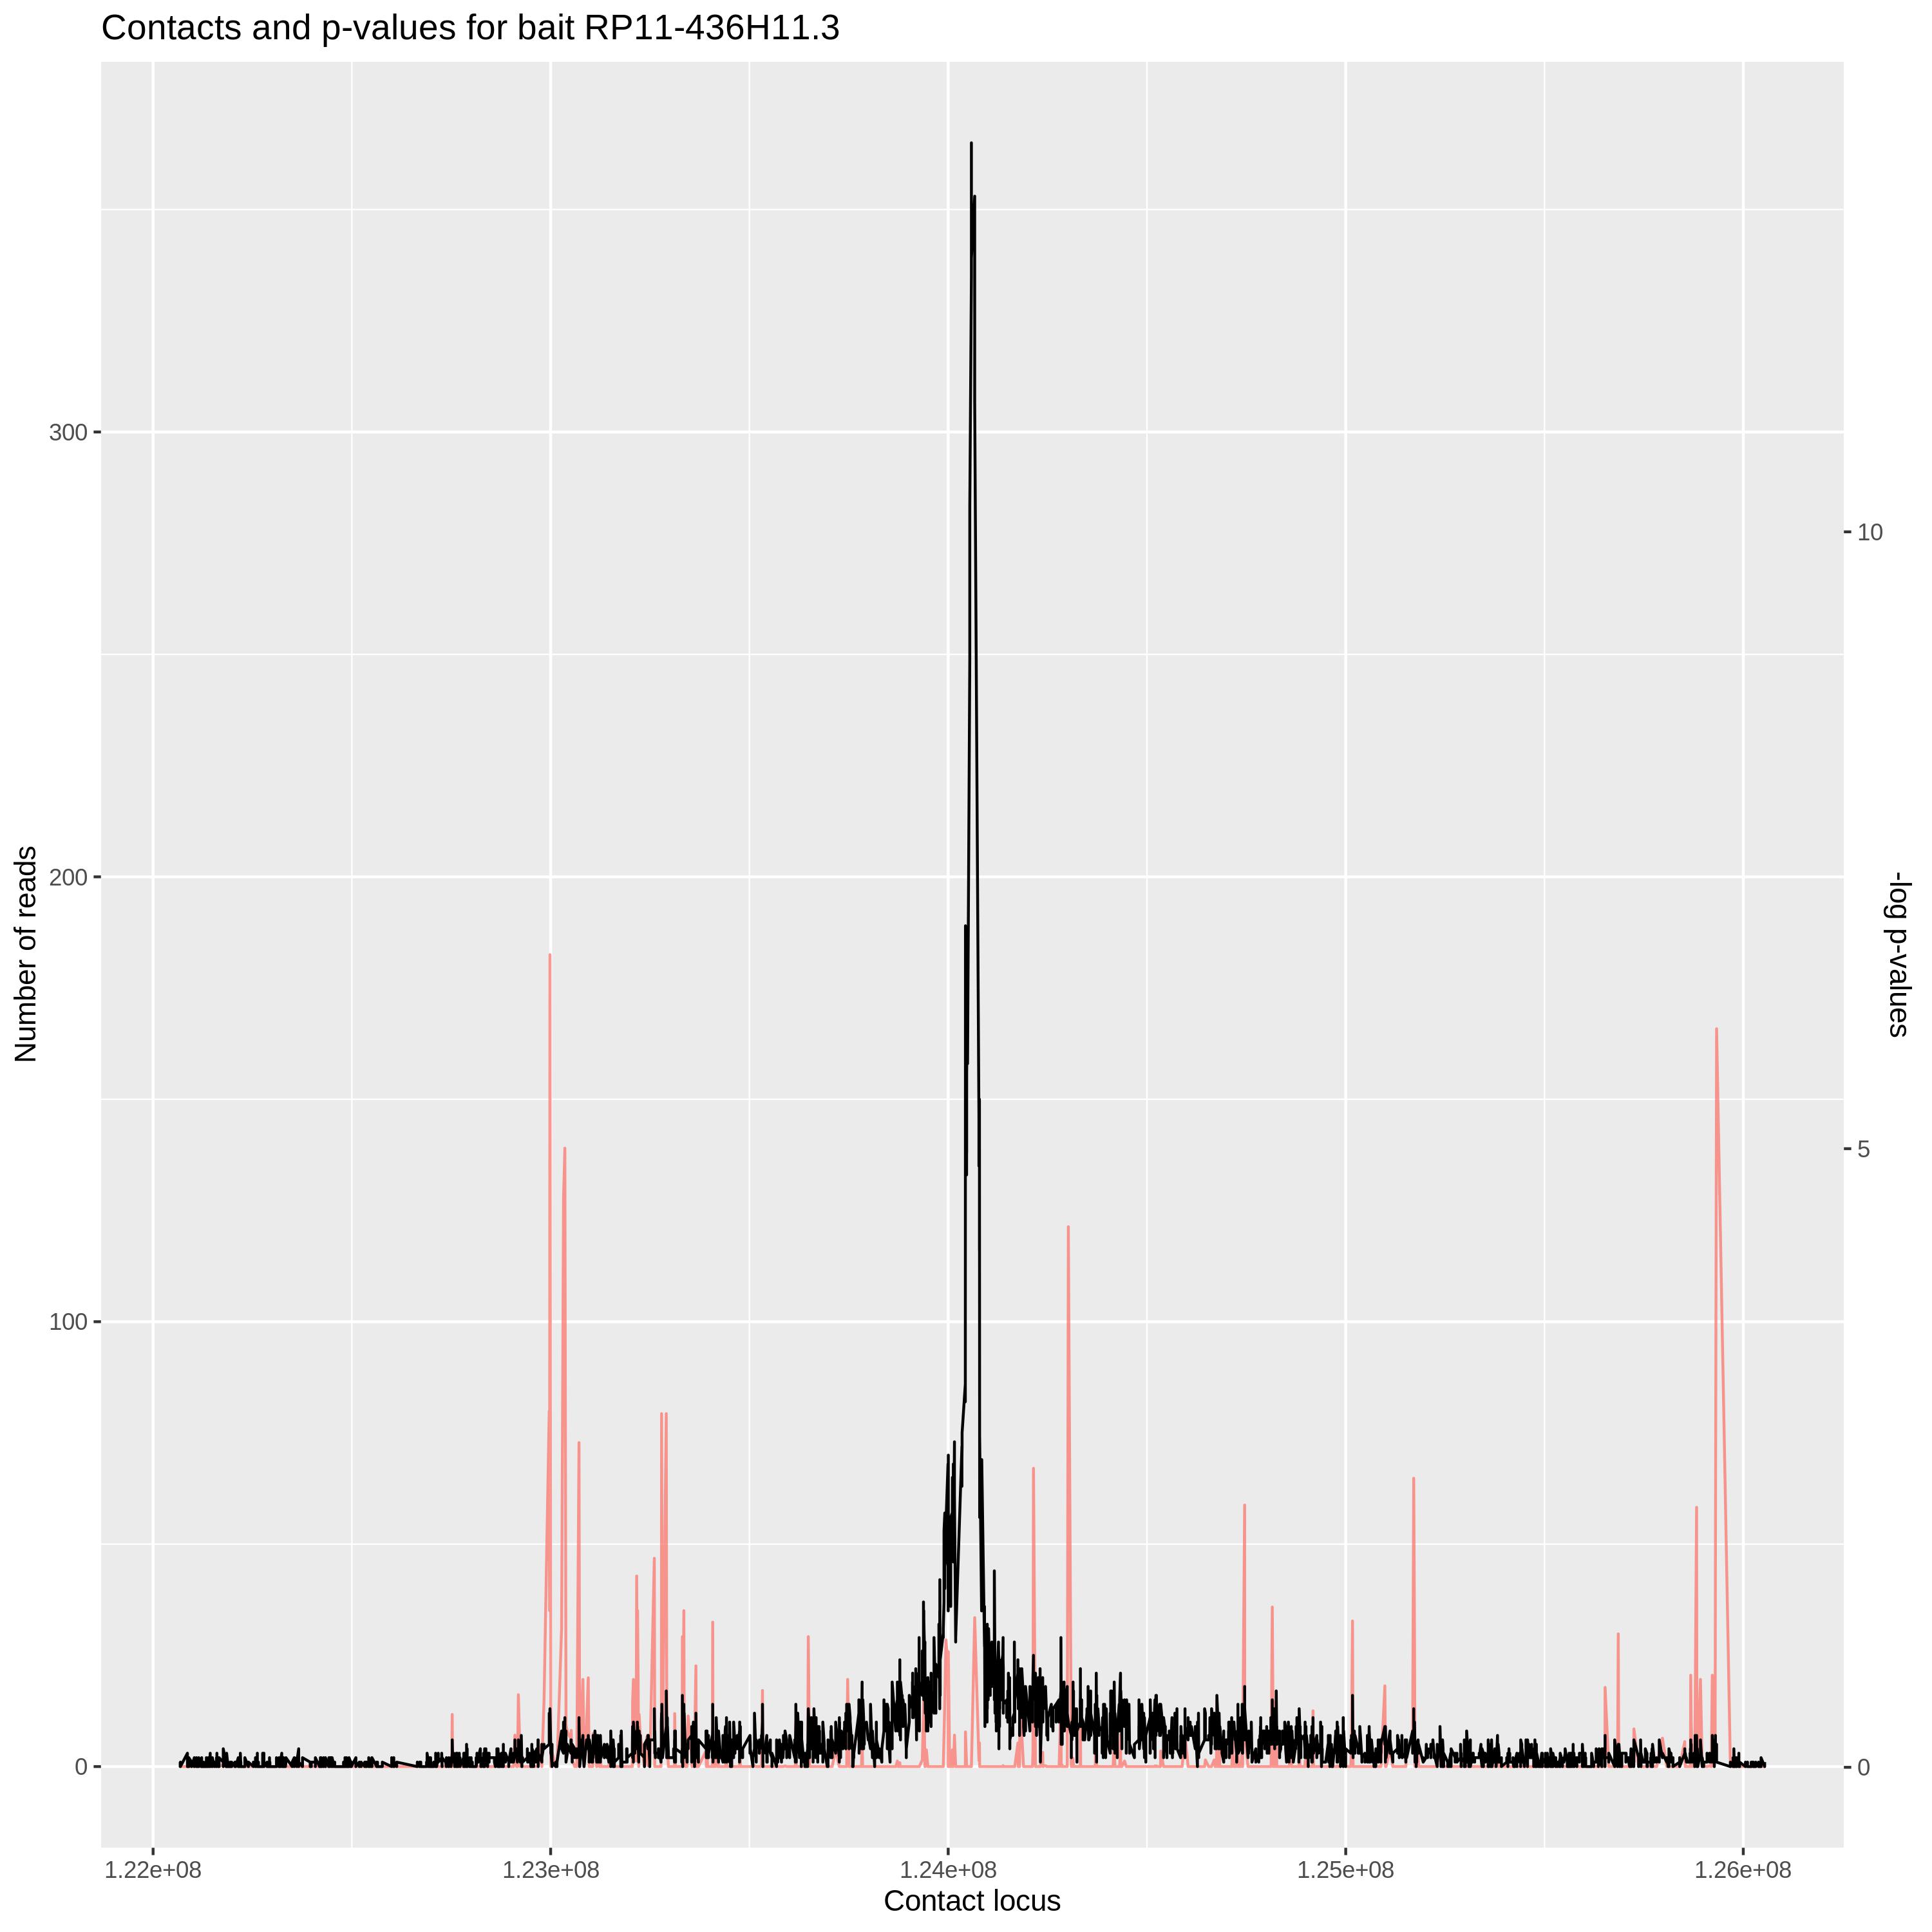 Contacts and p-values for bait RP11-436H11.3
Number of reads
300
200
100
0
10
5
0
-log p-values
1.22e+08 1.23e+08 1.24e+08 1.25e+08 1.26e+08
Contact locus